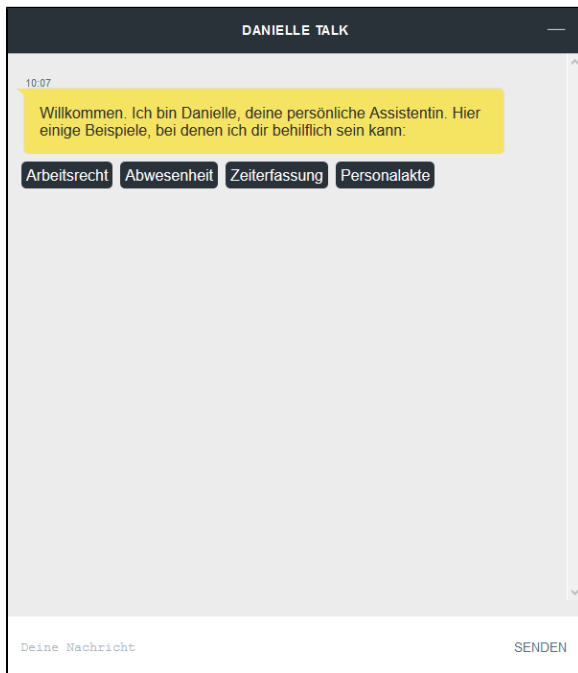 DANIELLE TALK
10:07
Willkommen. Ich bin Danielle, deine persönliche Assistentin. Hier
einige Beispiele, bei denen ich dir behilflich sein kann:
Arbeitsrecht Abwesenheit Zeiterfassung Personalakte
Deine Nachricht SENDEN